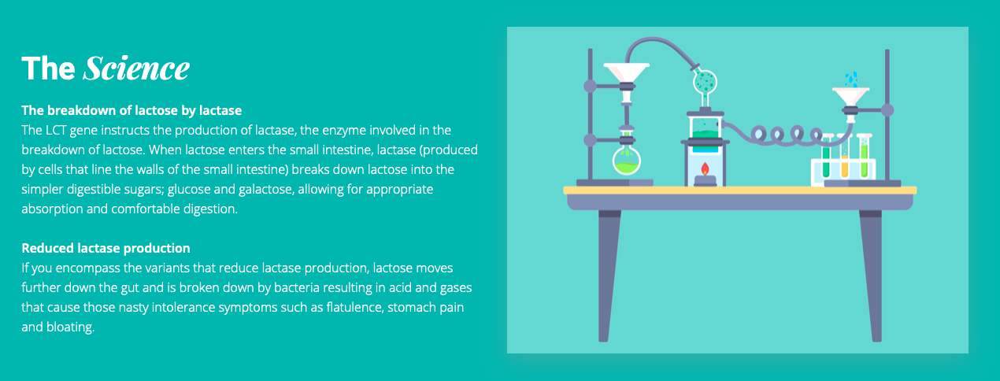 The Science
The breakdown of lactose by lactase
The LCT gene instructs the production of lactase, the enzyme involved in the
breakdown of lactose. When lactose enters the small intestine, lactase (produced
by cells that line the walls of the small intestine) breaks down lactose into the
simpler digestible sugars; glucose and galactose, allowing for appropriate
absorption and comfortable digestion.
Reduced lactase production
If you encompass the variants that reduce lactase production, lactose moves
further down the gut and is broken down by bacteria resulting in acid and gases
that cause those nasty intolerance symptoms such as flatulence, stomach pain
and bloating.